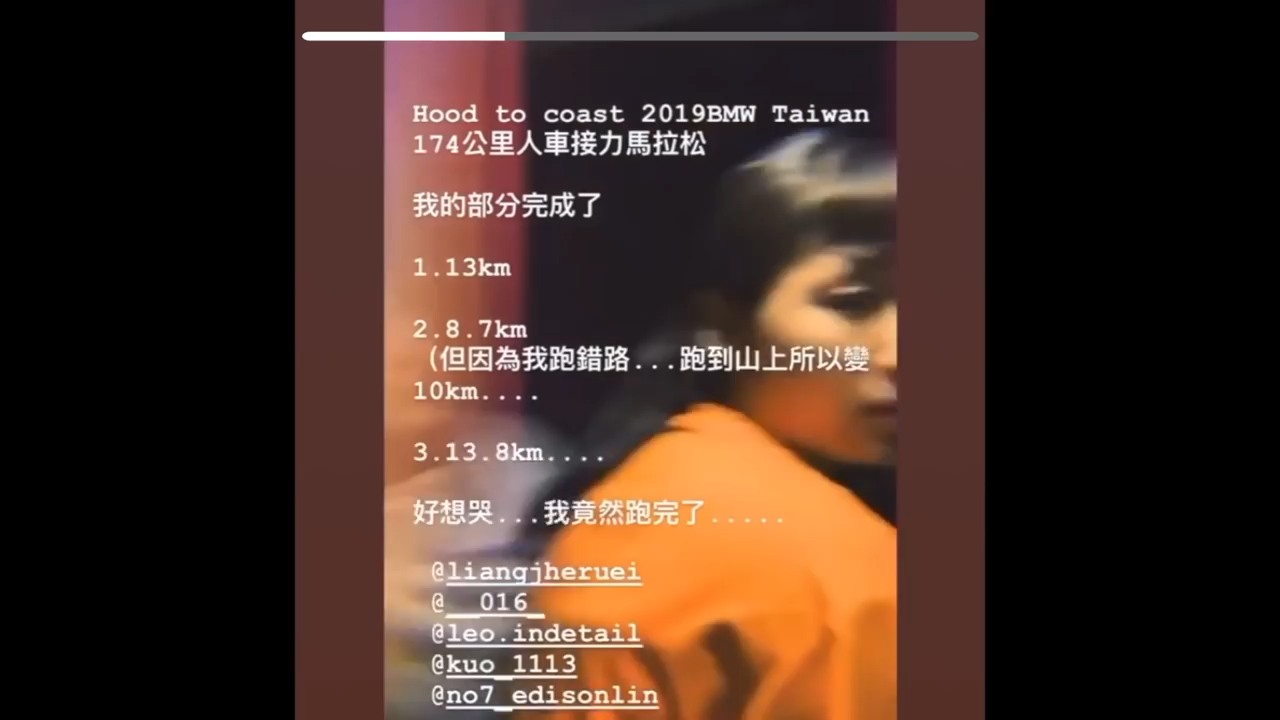 Hood to coast 2019BMW Taiwan
174公里人車接力馬拉松
我的部分完成了
1.13km
2.8.7km
（但因為我跑錯路...跑到山上所以變
10km....
3.13.8km....
好想哭...我竟然跑完了.....
@liangjheruei
@__016_
@leo.indetail
@kuo_1113
@no7_edisonlin